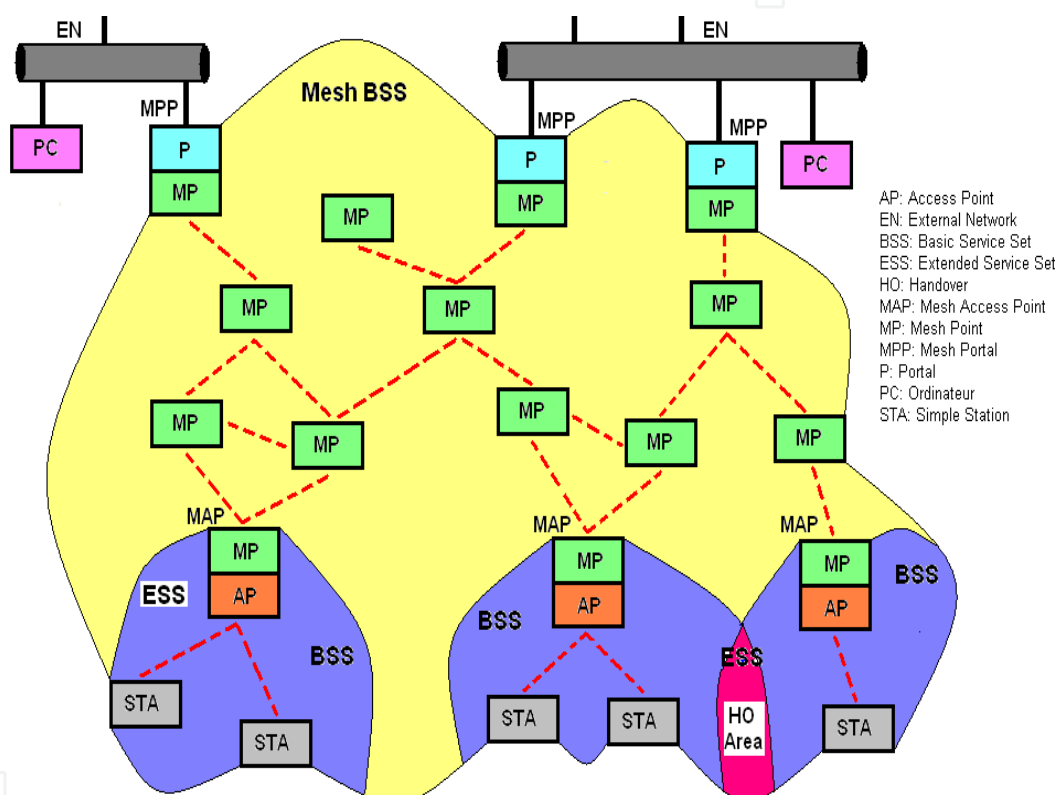 EN
EN
Mesh BSS
MPP
MPP
MPP
PC
P
P
P
PC
MP
MP
MP
MP
AP: Access Point
EN: External Network
BSS: Basic Service Set
ESS: Extended Service Set
HO: Handover
MAP: Mesh Access Point
MP: Mesh Point
MPP: Mesh Portal
P: Portal
PC: Ordinateur
STA: Simple Station
MP
MP
MP
MP
MP
MP
MP
MP
MAP
MAP
MAP
MP
MP
MP
BSS
ESS
AP
BSS
AP
AP
BSS
ESS
STA
STA
STA
STA
STA
HO
Area